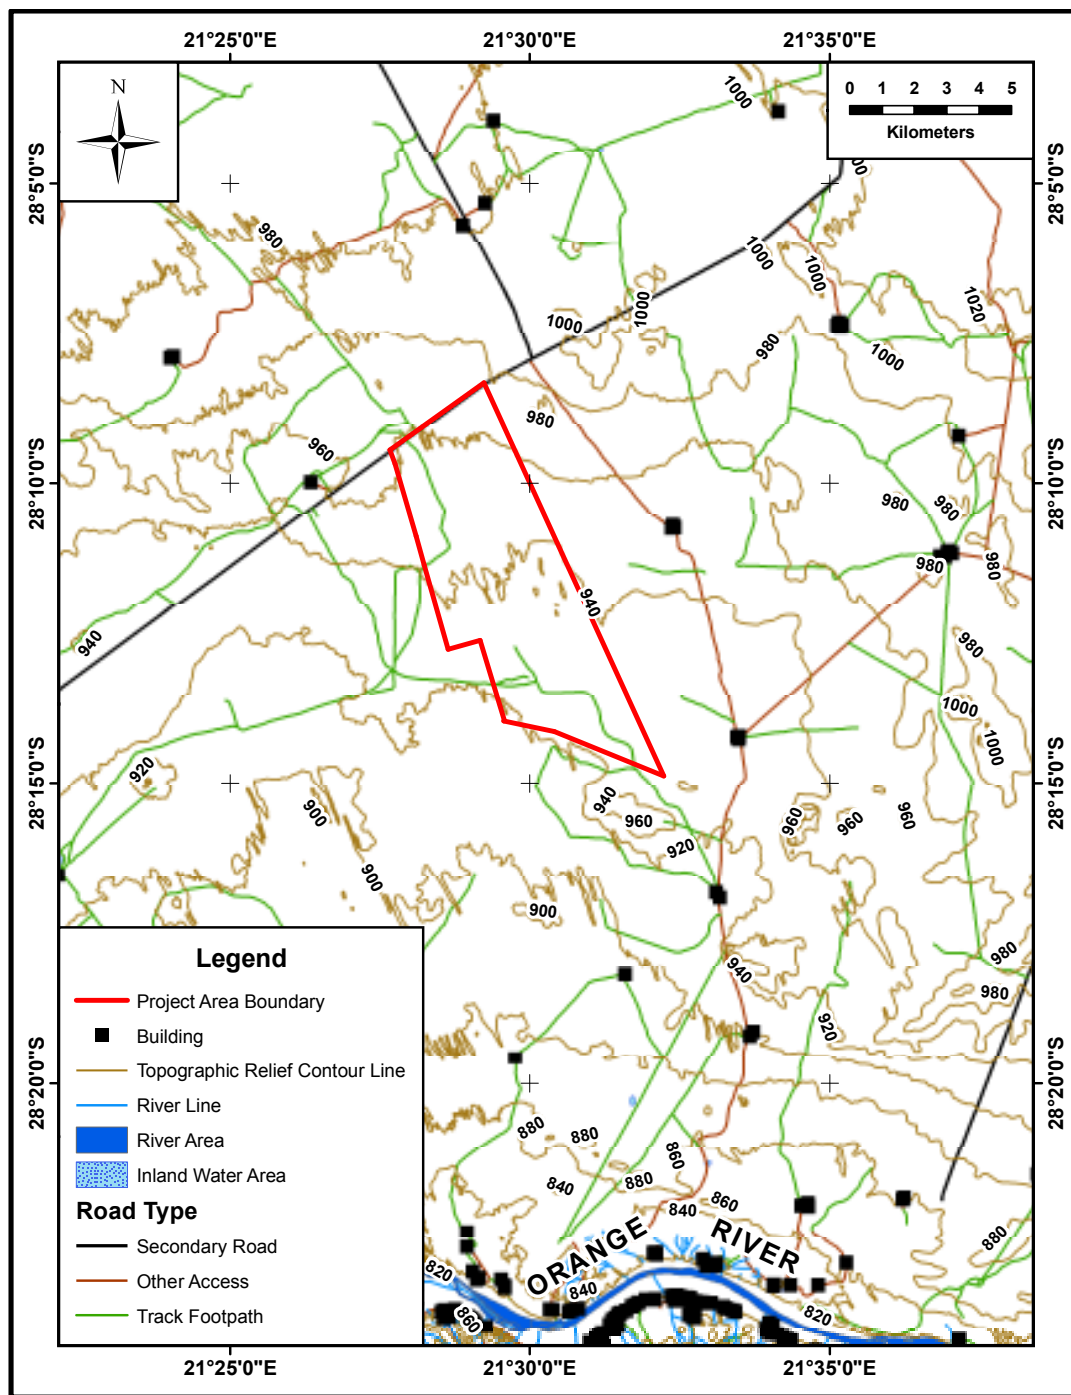 21°25'0"E
21°30'0"E
21°35'0"E
N
0 1 2 3 4 5
Kilometers
28°5'0"S
28°5'0"S
28°10'0"S
28°10'0"S
28°15'0"S
28°15'0"S
28°20'0"S
28°20'0"S
1000
980
1000
1000
1000
1000
1020
980
1000
980
960
980
980
980
980
940
940
980
1000
1000
920
900
940
960
960
960
960
920
900
900
940
980
980
920
880
880
860
880
840
860
840
880
820
840
820
860
ORANGE RIVER
Legend
Project Area Boundary
Building
Topographic Relief Contour Line
River Line
River Area
Inland Water Area
Road Type
Secondary Road
Other Access
Track Footpath
21°25'0"E
21°30'0"E
21°35'0"E